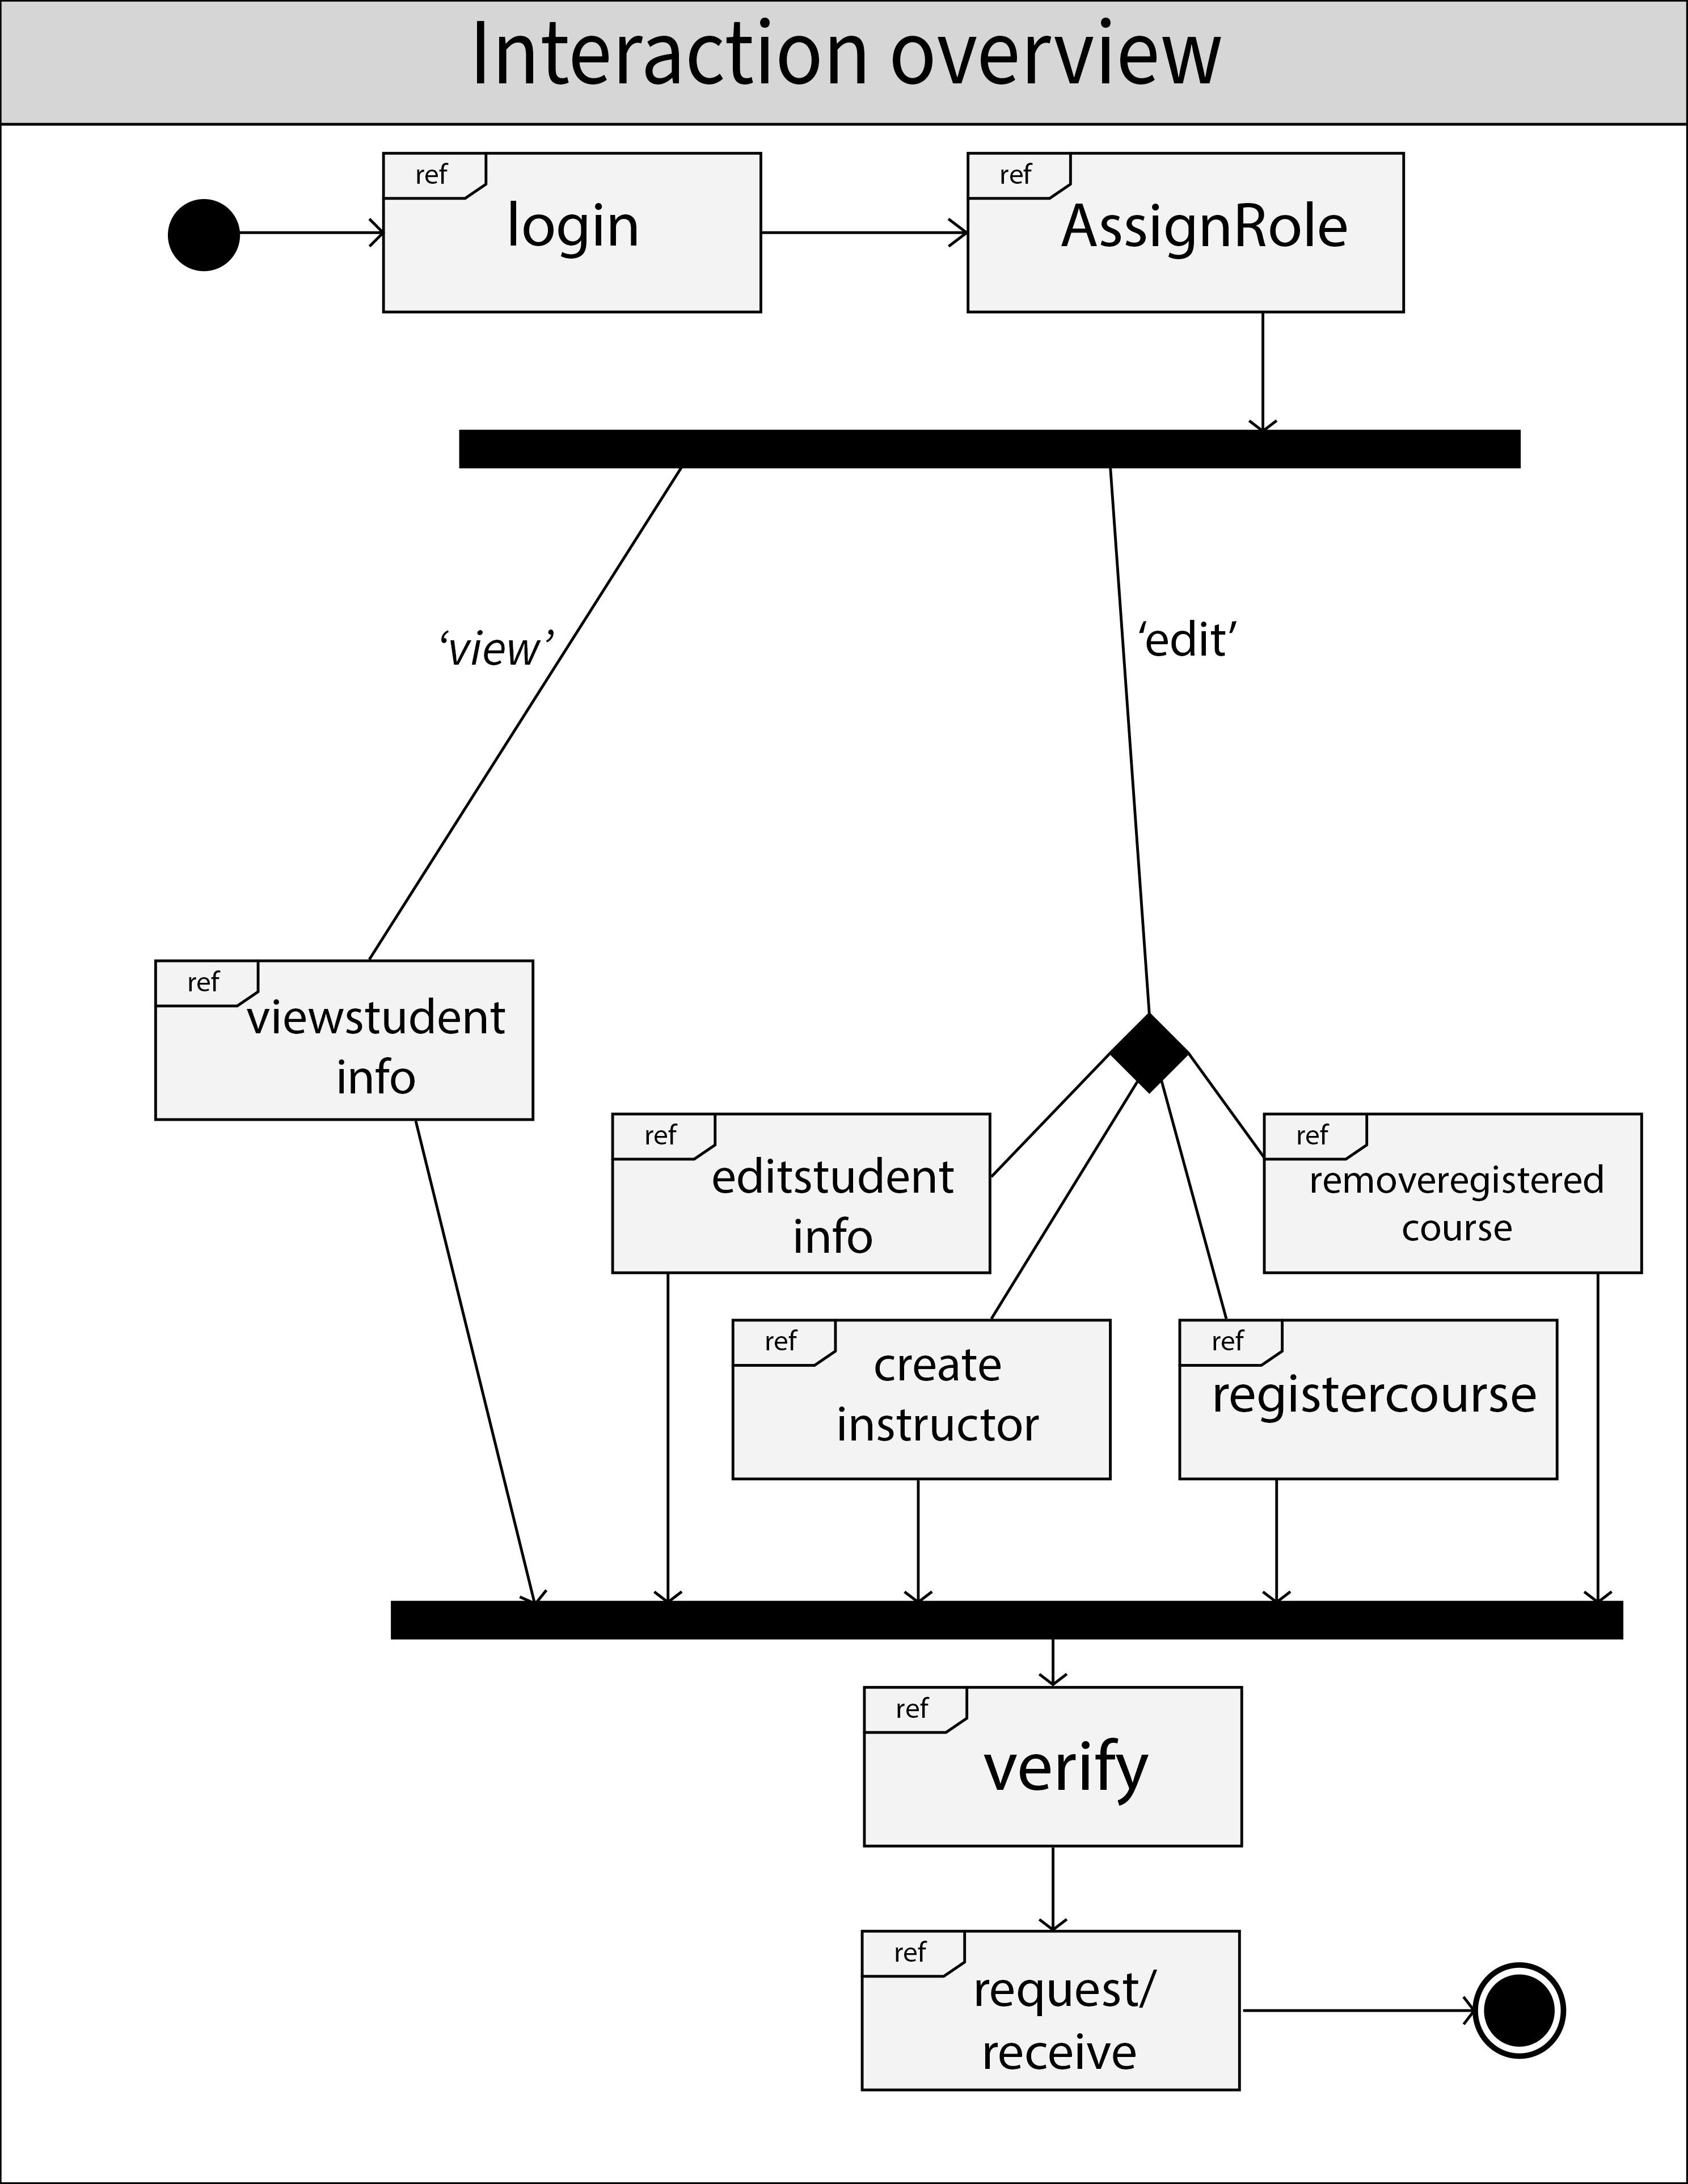 Interaction overview
ref
login
ref
AssignRole
‘view’
‘edit’
ref
viewstudent
info
ref
editstudent
info
ref
removeregistered
course
ref
create
instructor
ref
registercourse
ref
verify
ref
request/
receive